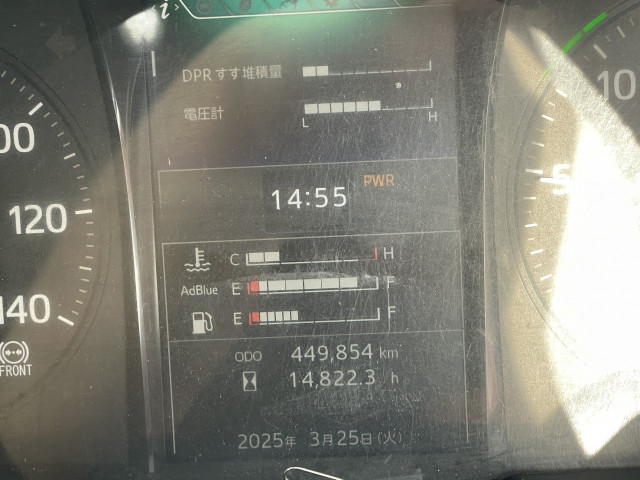 i
DPRすす堆積量
電圧計
L H
00
10
PWR
14:55
5
120
C H
AdBlue E F
E F
140
ODO 449,854 km
14,822.3 h
FRONT
2025年 3月25日(火)